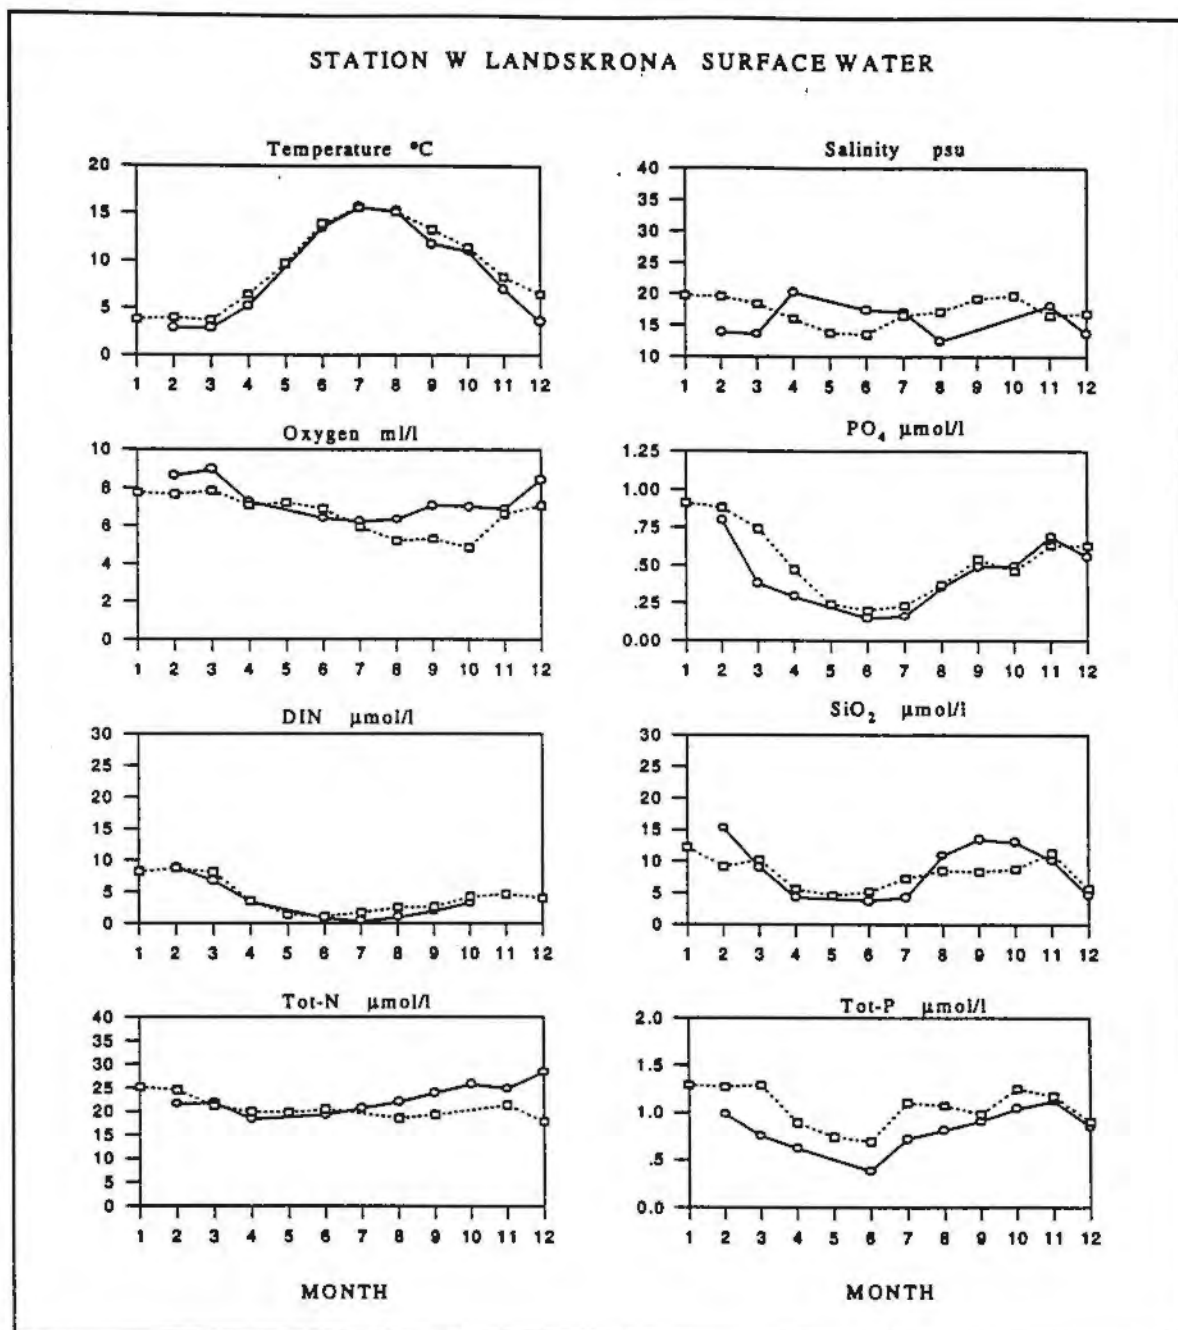 STATION W LANDSKRONA SURFACE WATER
Temperature °C
20
15
10
5
0
1 2 3 4 5 6 7 8 9 10 11 12
Salinity psu
40
35
30
25
20
15
10
1 2 3 4 5 6 7 8 9 10 11 12
Oxygen ml/l
10
8
6
4
2
0
1 2 3 4 5 6 7 8 9 10 11 12
PO₄ µmol/l
1.25
1.00
.75
.50
.25
0.00
1 2 3 4 5 6 7 8 9 10 11 12
DIN µmol/l
30
25
20
15
10
5
0
1 2 3 4 5 6 7 8 9 10 11 12
SiO₂ µmol/l
30
25
20
15
10
5
0
1 2 3 4 5 6 7 8 9 10 11 12
Tot-N µmol/l
40
35
30
25
20
15
10
5
0
1 2 3 4 5 6 7 8 9 10 11 12
MONTH
Tot-P µmol/l
2.0
1.5
1.0
.5
0.0
1 2 3 4 5 6 7 8 9 10 11 12
MONTH